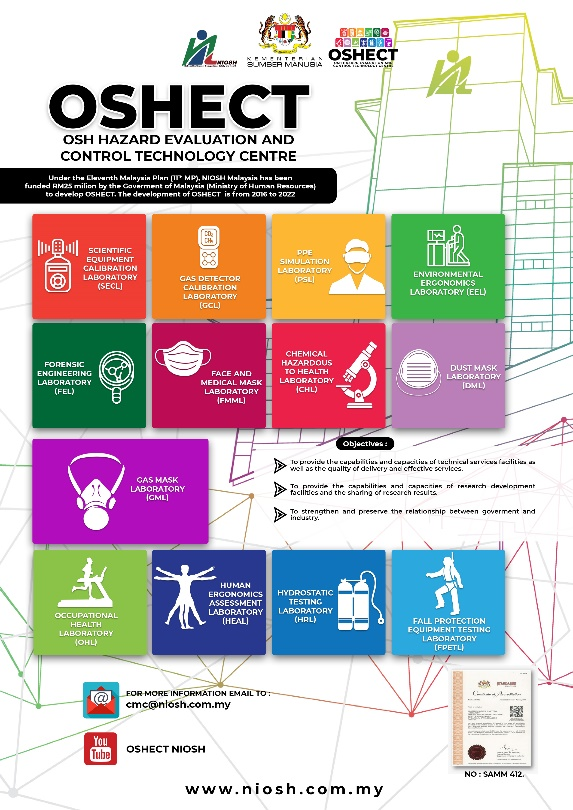 NIOSH
KEMENTERIAN
SUMBER MANUSIA
OSHECT
OSHECT
OSH HAZARD EVALUATION AND
CONTROL TECHNOLOGY CENTRE
Under the Eleventh Malaysia Plan (11th MP), NIOSH Malaysia has been
funded RM25 milion by the Goverment of Malaysia (Ministry of Human Resources)
to develop OSHECT. The development of OSHECT is from 2016 to 2022
SCIENTIFIC
EQUIPMENT
CALIBRATION
LABORATORY
(SECL)
CO2
CH4
GAS DETECTOR
CALIBRATION
LABORATORY
(GCL)
PPE
SIMULATION
LABORATORY
(PSL)
ENVIRONMENTAL
ERGONOMICS
LABORATORY (EEL)
FORENSIC
ENGINEERING
LABORATORY
(FEL)
FACE AND
MEDICAL MASK
LABORATORY
(FMML)
CHEMICAL
HAZARDOUS
TO HEALTH
LABORATORY
(CHL)
DUST MASK
LABORATORY
(DML)
GAS MASK
LABORATORY
(GML)
Objectives :
To provide the capabilities and capacities of technical services facilities as
well as the quality of delivery and effective services.
To provide the capabilities and capacities of research development
facilities and the sharing of research results.
To strengthen and preserve the relationship between goverment and
industry.
OCCUPATIONAL
HEALTH
LABORATORY
(OHL)
HUMAN
ERGONOMICS
ASSESSMENT
LABORATORY
(HEAL)
HYDROSTATIC
TESTING
LABORATORY
(HRL)
FALL PROTECTION
EQUIPMENT TESTING
LABORATORY
(FPETL)
FOR MORE INFORMATION EMAIL TO :
cmc@niosh.com.my
You
Tube
OSHECT NIOSH
NO : SAMM 412.
www.niosh.com.my